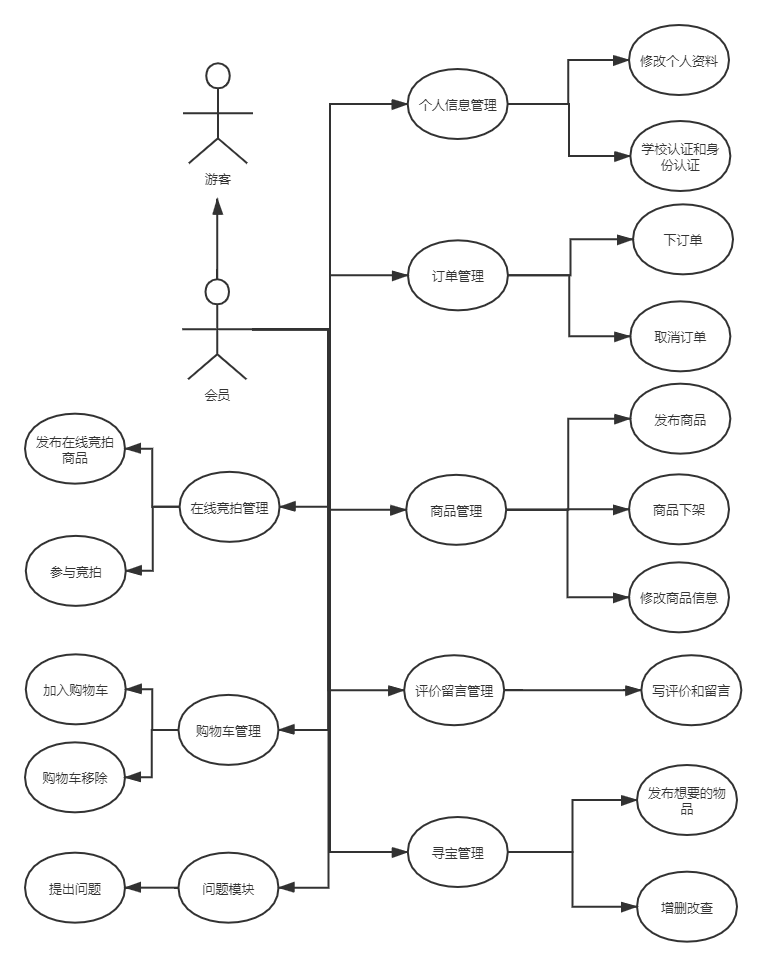 游客
会员
个人信息管理
修改个人资料
学校认证和身
份认证
订单管理
下订单
取消订单
商品管理
发布商品
商品下架
修改商品信息
评价留言管理
写评价和留言
寻宝管理
发布想要的物
品
增删改查
在线竞拍管理
发布在线竞拍
商品
参与竞拍
购物车管理
加入购物车
购物车移除
问题模块
提出问题